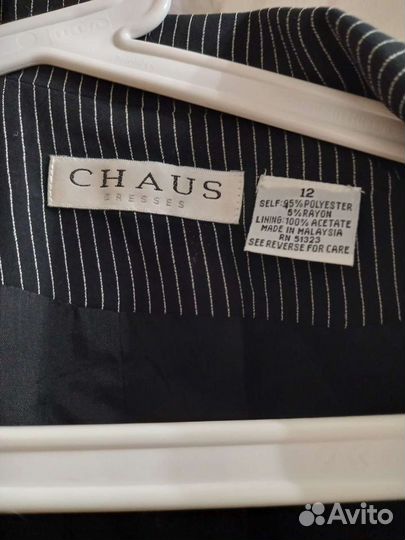 CHAUS
DRESSES
12
SELF: 95% POLYESTER
5% RAYON
LINING: 100% ACETATE
MADE IN MALAYSIA
RN 51323
SEE REVERSE FOR CARE
Avito